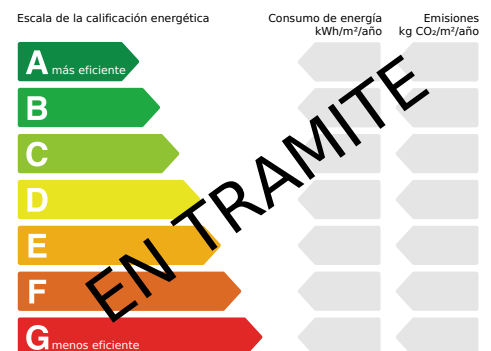 Escala de la calificación energética
Consumo de energía
kWh/m²/año
Emisiones
kg CO₂/m²/año
A más eficiente
B
C
D
E
F
G menos eficiente
EN TRAMITE